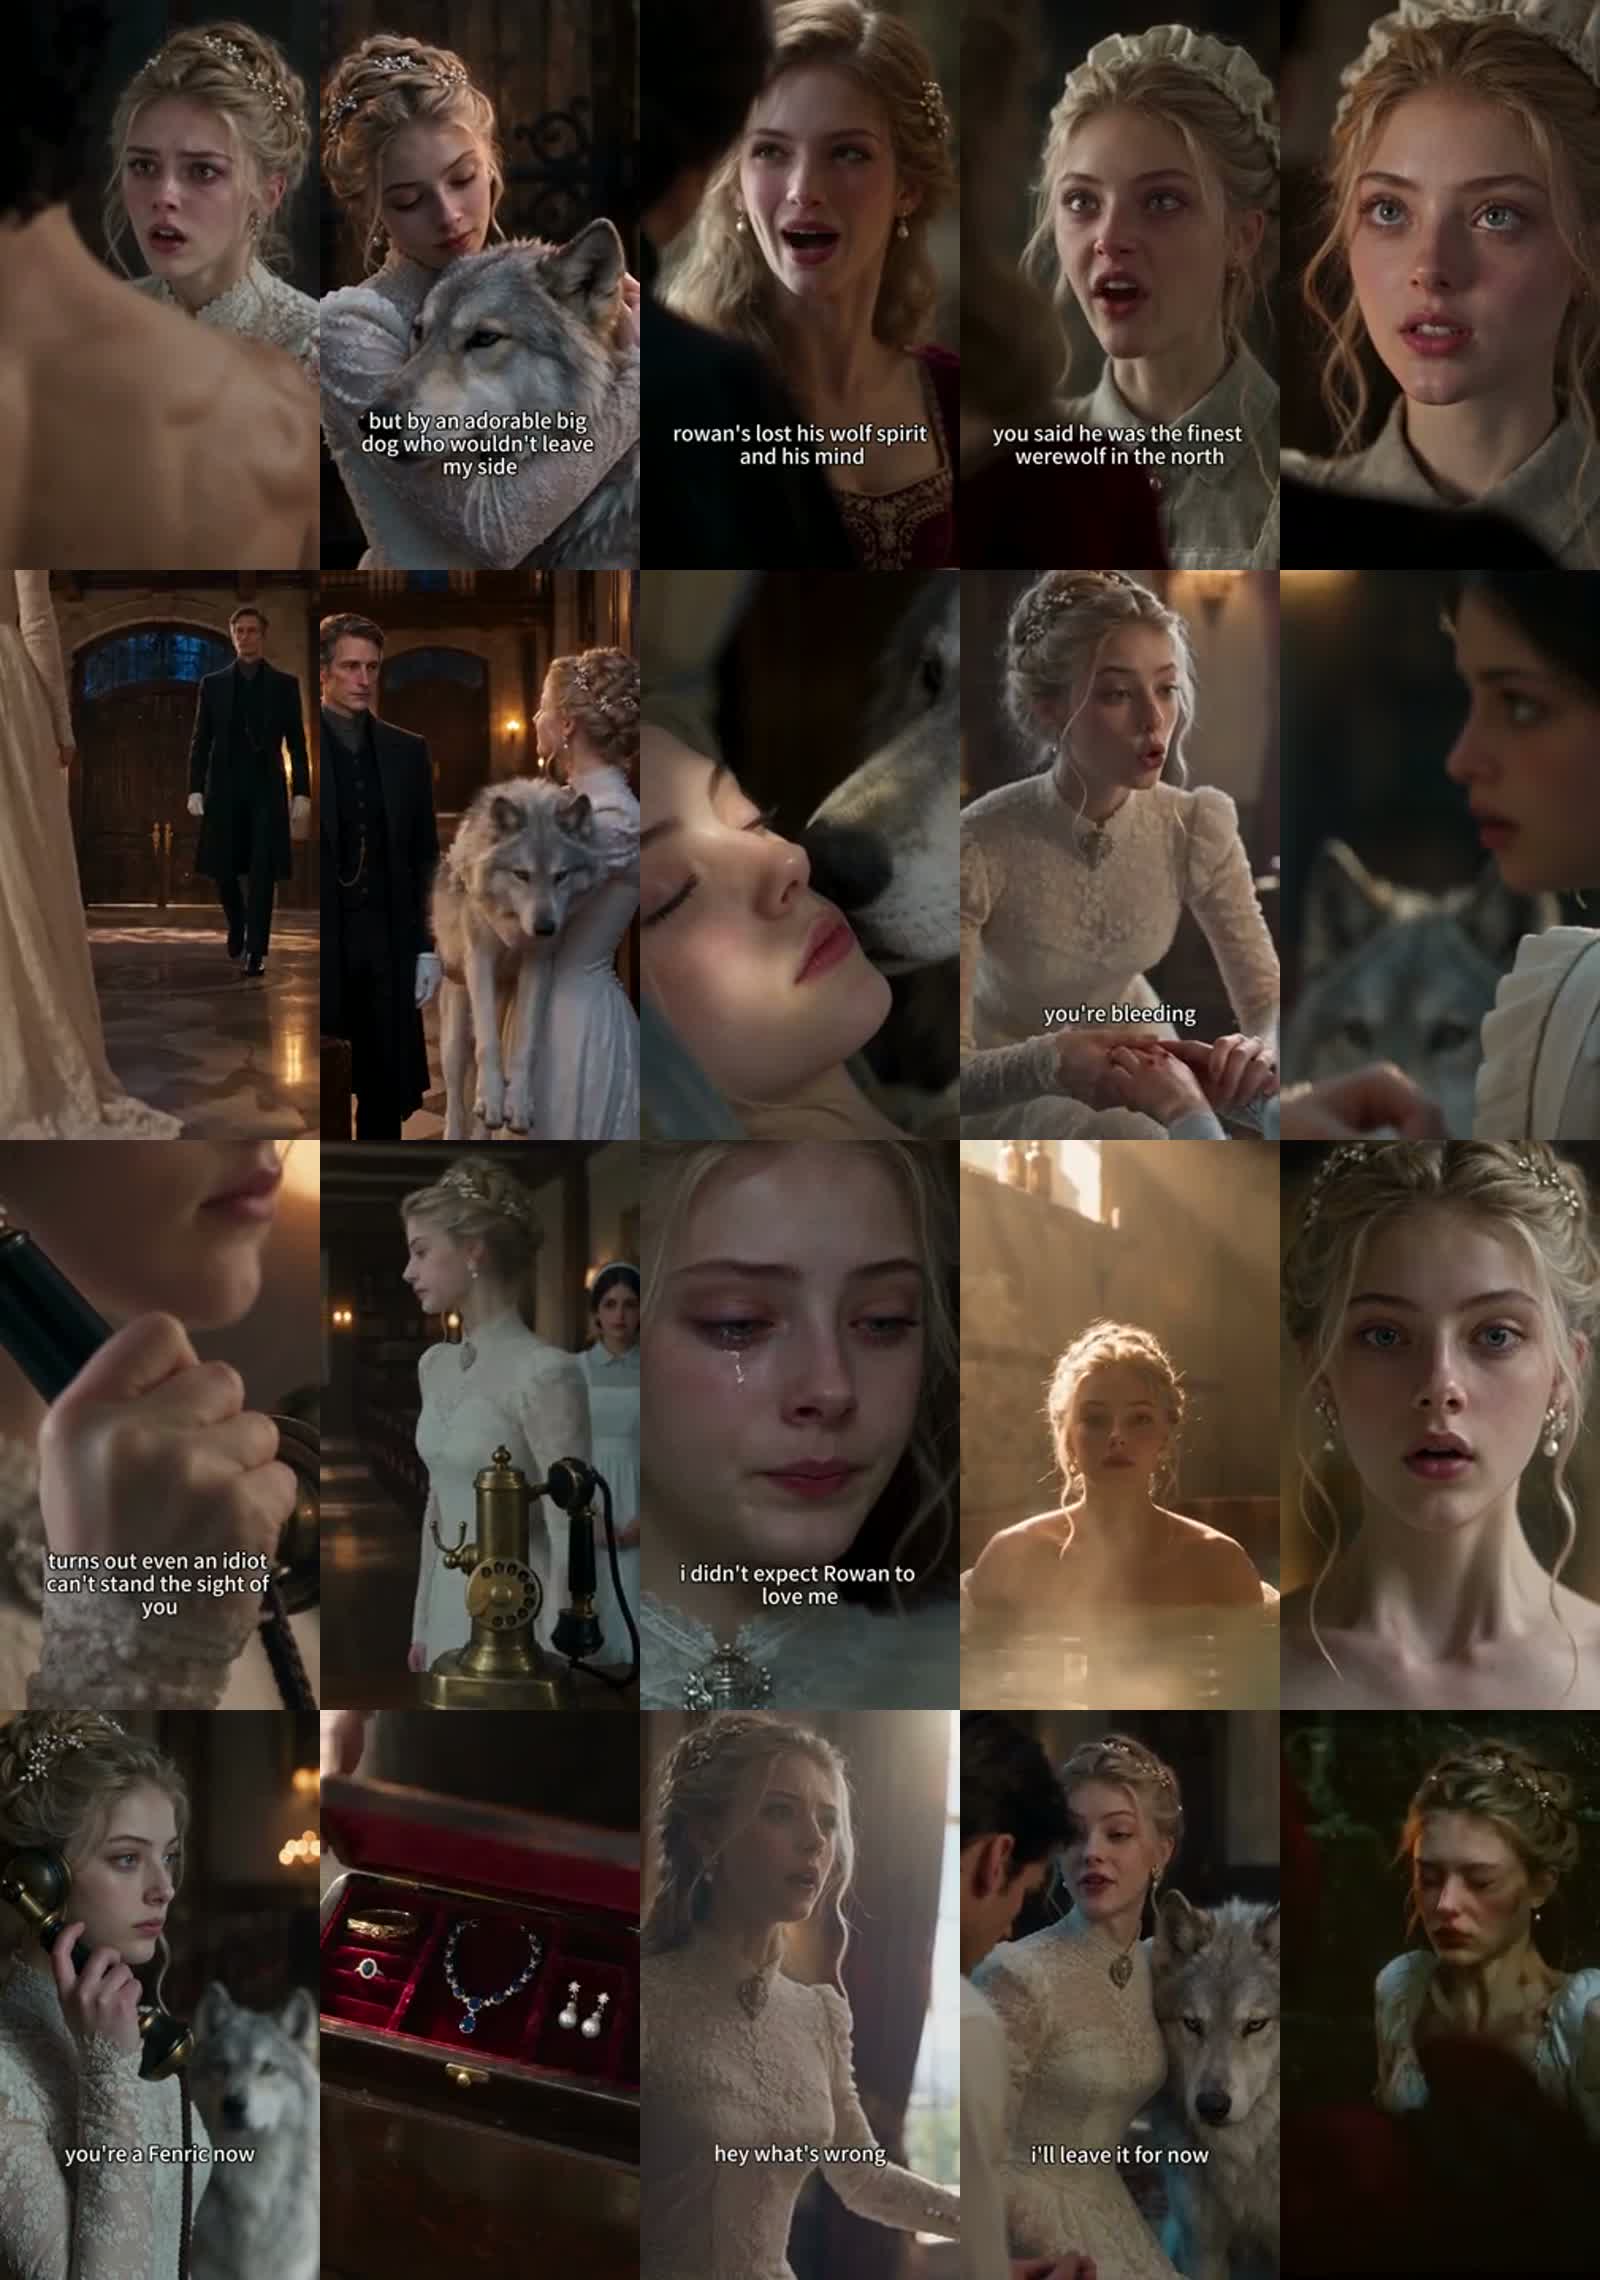 but by an adorable big
dog who wouldn't leave
my side
rowan's lost his wolf spirit
and his mind
you said he was the finest
werewolf in the north
you're bleeding
turns out even an idiot
can't stand the sight of
you
i didn't expect Rowan to
love me
you're a Fenric now
hey what's wrong
i'll leave it for now